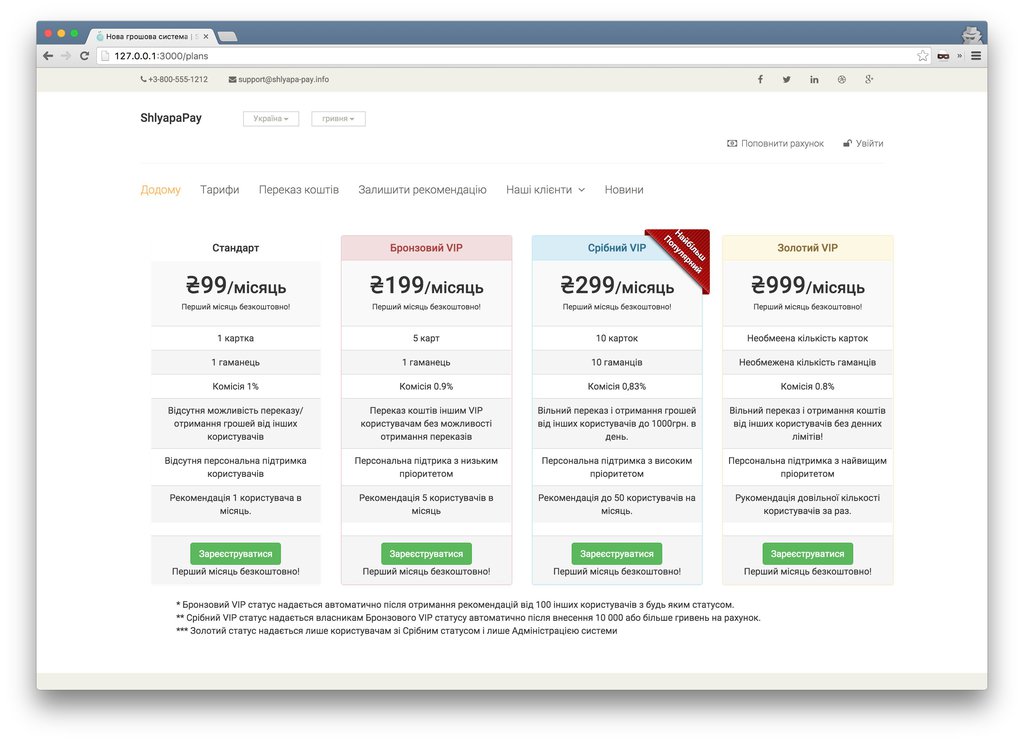 Нова грошова система | S
127.0.0.1:3000/plans
+3-800-555-1212 support@shlyapa-pay.info
ShlyapaPay Україна гривня
Поповнити рахунок Увійти
Додому Тарифи Переказ коштів Залишити рекомендацію Наші клієнти Новини
Стандарт
₴99/місяць
Перший місяць безкоштовно!
1 картка
1 гаманець
Комісія 1%
Відсутня можливість переказу/
отримання грошей від інших
користувачів
Відсутня персональна підтримка
користувачів
Рекомендація 1 користувача в
місяць.
Зареєструватися
Перший місяць безкоштовно!
Бронзовий VIP
₴199/місяць
Перший місяць безкоштовно!
5 карт
1 гаманець
Комісія 0.9%
Переказ коштів іншим VIP
користувачам без можливості
отримання переказів
Персональна підтрика з низьким
пріоритетом
Рекомендація 5 користувачів в
місяць
Зареєструватися
Перший місяць безкоштовно!
Срібний VIP
Найбільш
Популярний
₴299/місяць
Перший місяць безкоштовно!
10 карток
10 гаманців
Комісія 0,83%
Вільний переказ і отримання грошей
від інших користувачів до 1000грн. в
день.
Персональна підтримка з високим
пріоритетом
Рекомендація до 50 користувачів на
місяць.
Зареєструватися
Перший місяць безкоштовно!
Золотий VIP
₴999/місяць
Перший місяць безкоштовно!
Необмеена кількість карток
Необмежена кількість гаманців
Комісія 0.8%
Вільний переказ і отримання коштів
від інших користувачів без денних
лімітів!
Персональна підтримка з найвищим
пріоритетом
Рукомендація довільної кількості
користувачів за раз.
Зареєструватися
Перший місяць безкоштовно!
* Бронзовий VIP статус надається автоматично після отримання рекомендацій від 100 інших користувачів з будь яким статусом.
** Срібний VIP статус надається власникам Бронзового VIP статусу автоматично після внесення 10 000 або більше гривень на рахунок.
*** Золотий статус надається лише користувачам зі Срібним статусом і лише Адміністрацією системи